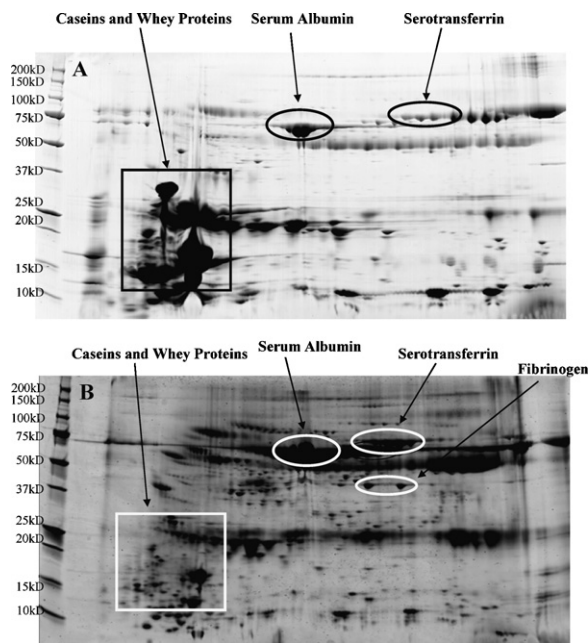 Caseins and Whey Proteins Serum Albumin Serotransferrin
A
200kD
150kD
100kD
75kD
50kD
37kD
25kD
20kD
15kD
10kD
Caseins and Whey Proteins Serum Albumin Serotransferrin
Fibrinogen
B
200kD
150kD
100kD
75kD
50kD
37kD
25kD
20kD
15kD
10kD